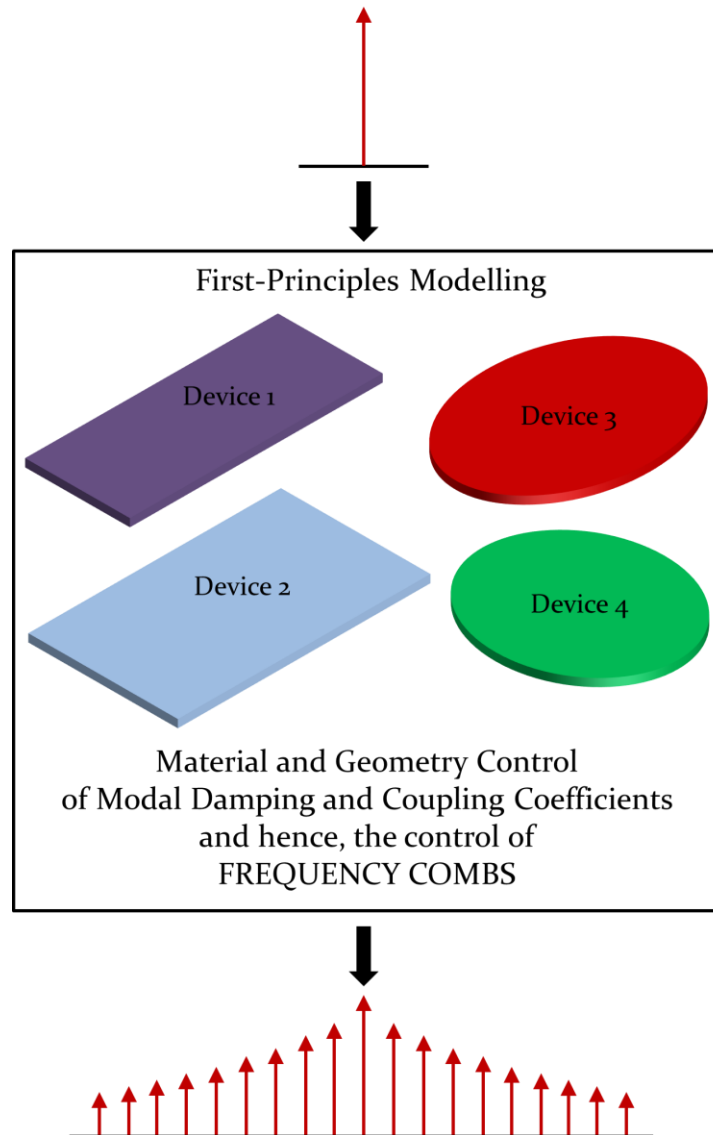 First-Principles Modelling
Device 1
Device 3
Device 2
Device 4
Material and Geometry Control
of Modal Damping and Coupling Coefficients
and hence, the control of
FREQUENCY COMBS